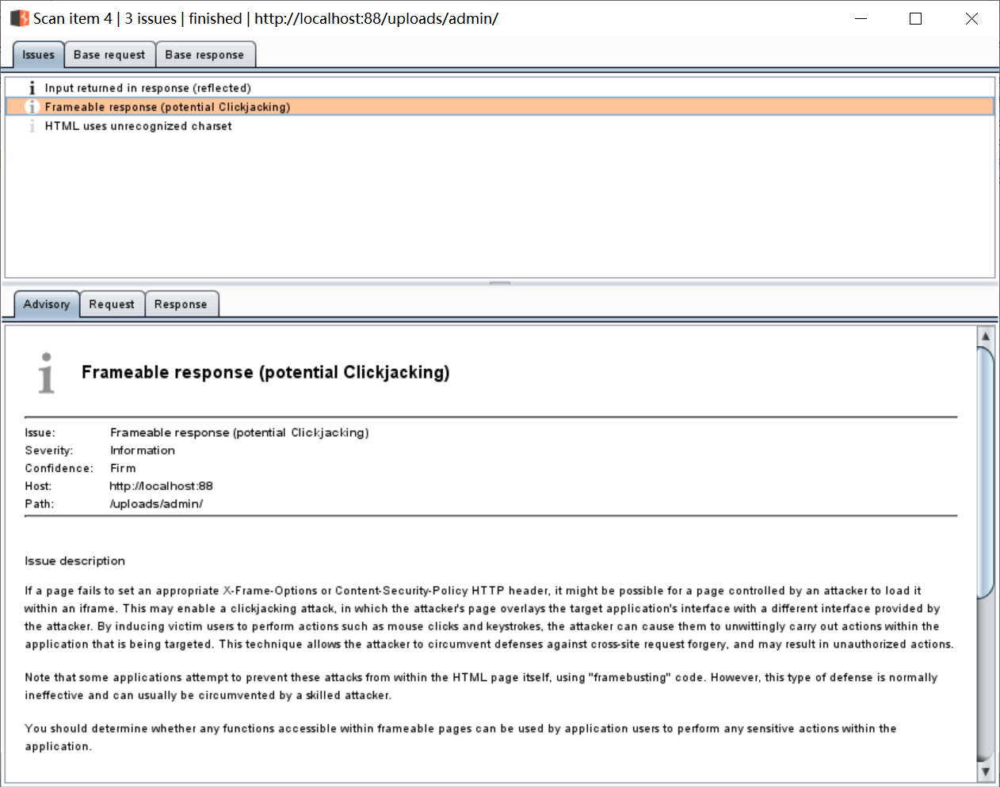 Scan item 4 | 3 issues | finished | http://localhost:88/uploads/admin/
Issues Base request Base response
Input returned in response (reflected)
Frameable response (potential Clickjacking)
HTML uses unrecognized charset
Advisory Request Response
Frameable response (potential Clickjacking)
Issue: Frameable response (potential Clickjacking)
Severity: Information
Confidence: Firm
Host: http://localhost:88
Path: /uploads/admin/
Issue description
If a page fails to set an appropriate X-Frame-Options or Content-Security-Policy HTTP header, it might be possible for a page controlled by an attacker to load it
within an iframe. This may enable a clickjacking attack, in which the attacker's page overlays the target application's interface with a different interface provided by
the attacker. By inducing victim users to perform actions such as mouse clicks and keystrokes, the attacker can cause them to unwittingly carry out actions within the
application that is being targeted. This technique allows the attacker to circumvent defenses against cross-site request forgery, and may result in unauthorized actions.
Note that some applications attempt to prevent these attacks from within the HTML page itself, using "framebusting" code. However, this type of defense is normally
ineffective and can usually be circumvented by a skilled attacker.
You should determine whether any functions accessible within frameable pages can be used by application users to perform any sensitive actions within the
application.